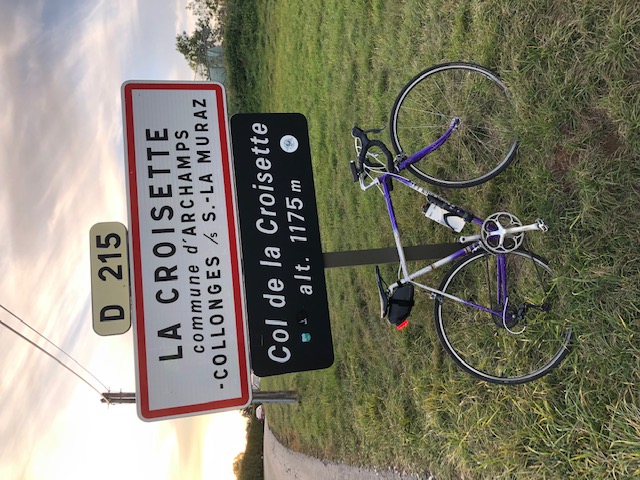 D 215
LA CROISETTE
commune d'ARCHAMPS
-COLLONGES /s S.-LA MURAZ
Col de la Croisette
alt. 1175 m